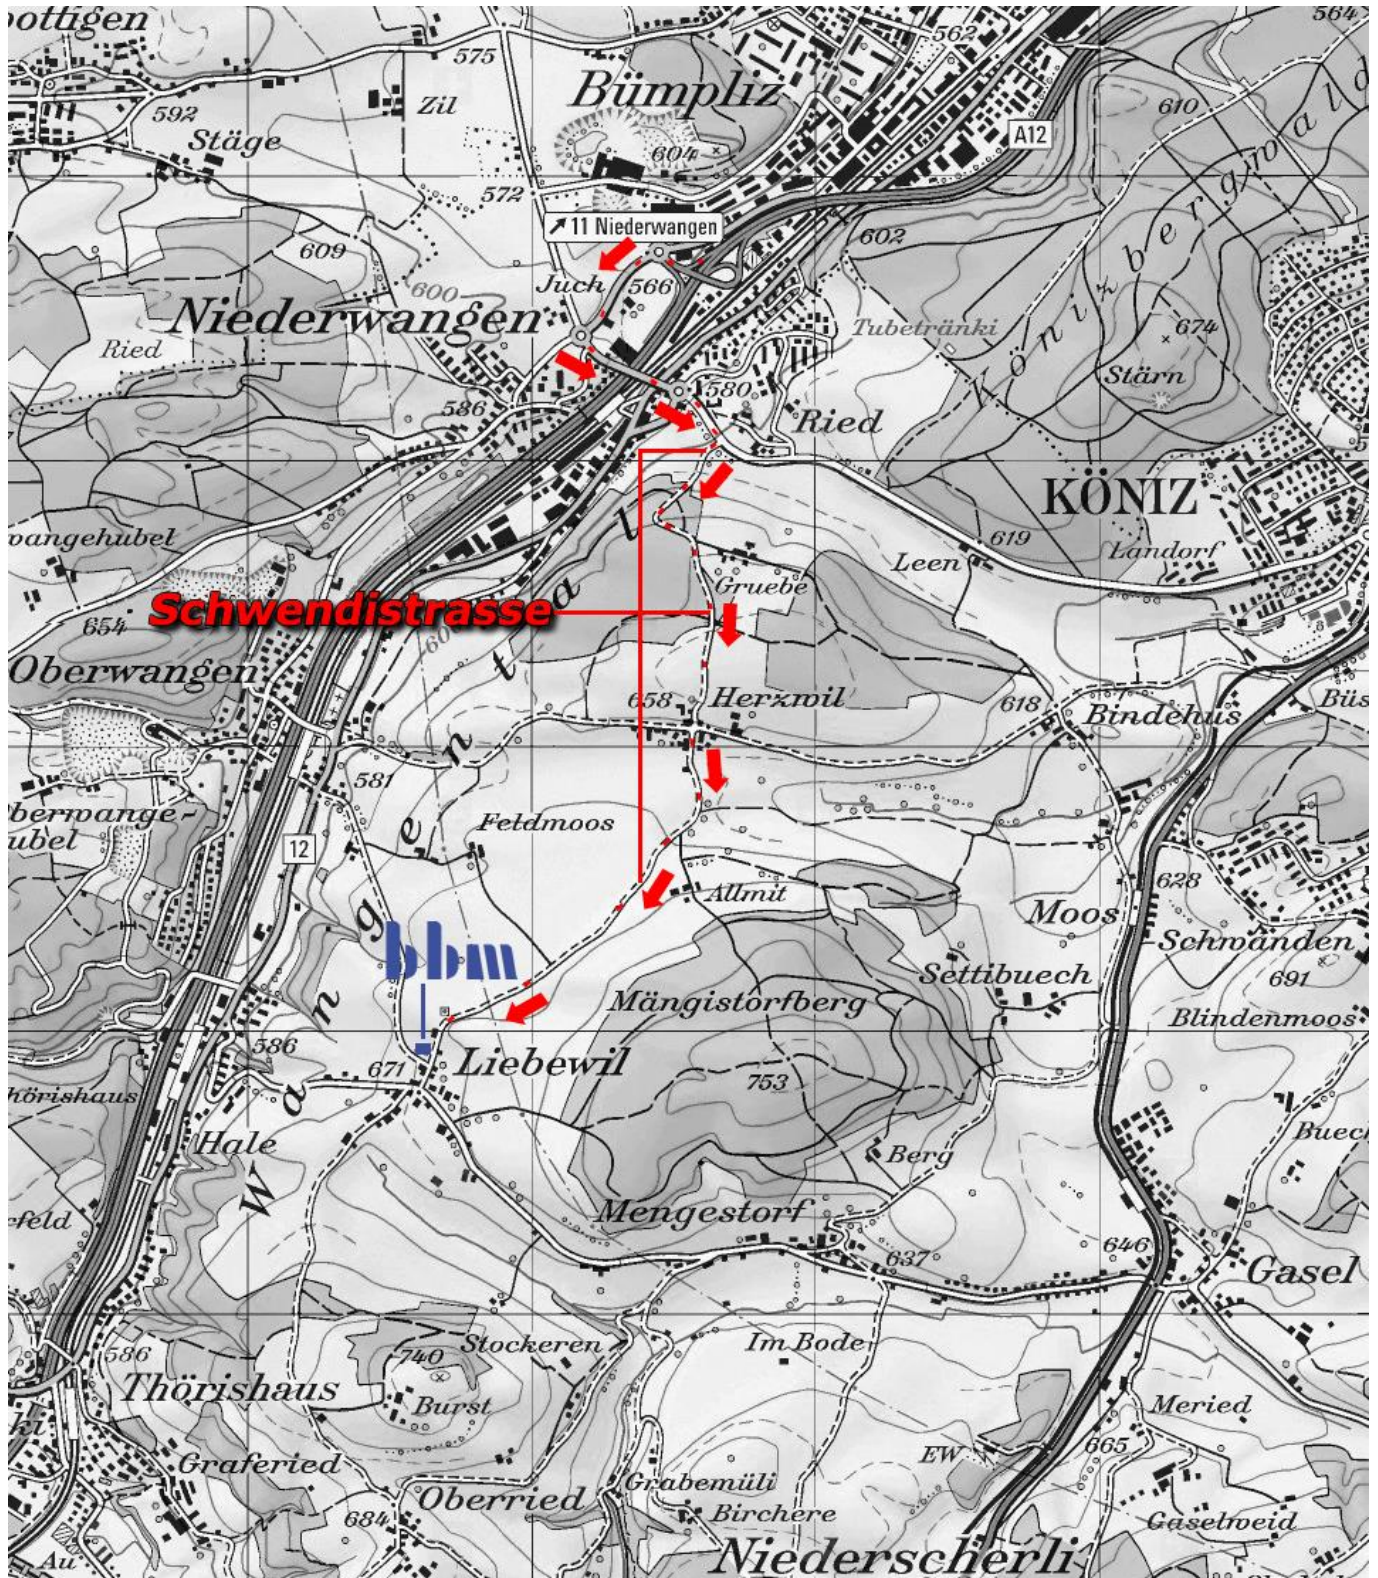 ottigen
564
575
562
Bümpliz
592
Zil
610
Stäge
A12
604
572
11 Niederwangen
602
609
Juch
566
600
Niederwangen
Könizbergwald
Tubetränki
674
Ried
Stärn
586
580
Ried
KÖNIZ
wangehubel
619
Landorf
Leen
Gruebe
Schwendistrasse
654
Oberwangen
658
Herzwil
618
Bindehus
Büs
581
Oberwange-
ubel
Feldmoos
12
Allmit
628
Moos
bbm
Schwanden
Settibuech
691
Mängistorfberg
Blindenmoos
586
Liebewil
671
753
hörishaus
Wangental
Buech
Hale
Berg
Mengestorf
feld
637
646
Gasel
Stockeren
Im Bode
586
740
Thörishaus
Burst
Meried
665
EW
Graferied
Oberried
Grabemüli
Birchere
684
Gaselweid
Au
Niederscherli